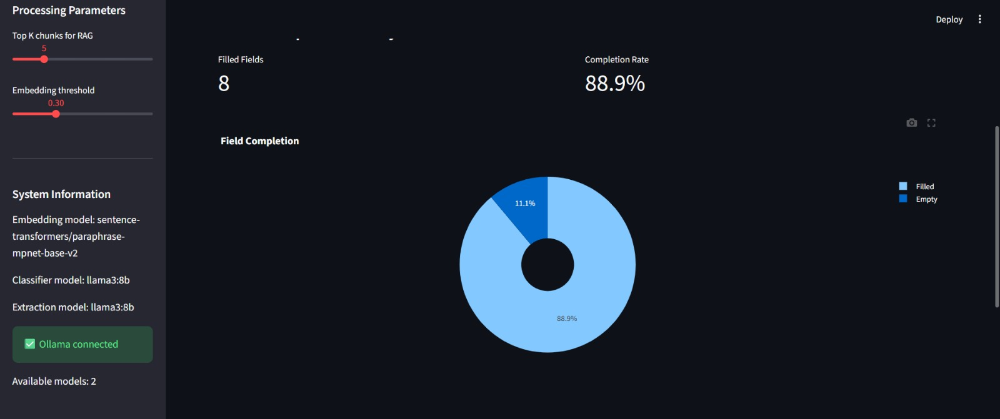 Processing Parameters
Top K chunks for RAG
5
Embedding threshold
0.30
System Information
Embedding model: sentence-
transformers/paraphrase-
mpnet-base-v2
Classifier model: llama3:8b
Extraction model: llama3:8b
✅ Ollama connected
Available models: 2
Deploy
Filled Fields
8
Completion Rate
88.9%
Field Completion
11.1%
88.9%
Filled
Empty